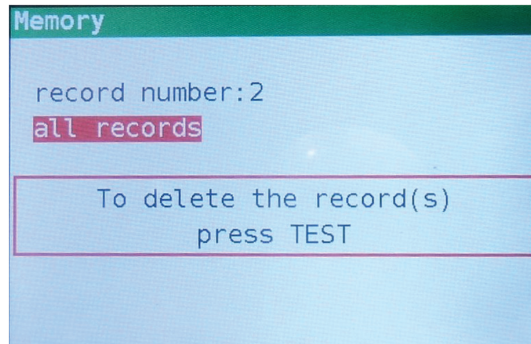 Memory
record number:2
all records
To delete the record(s)
press TEST